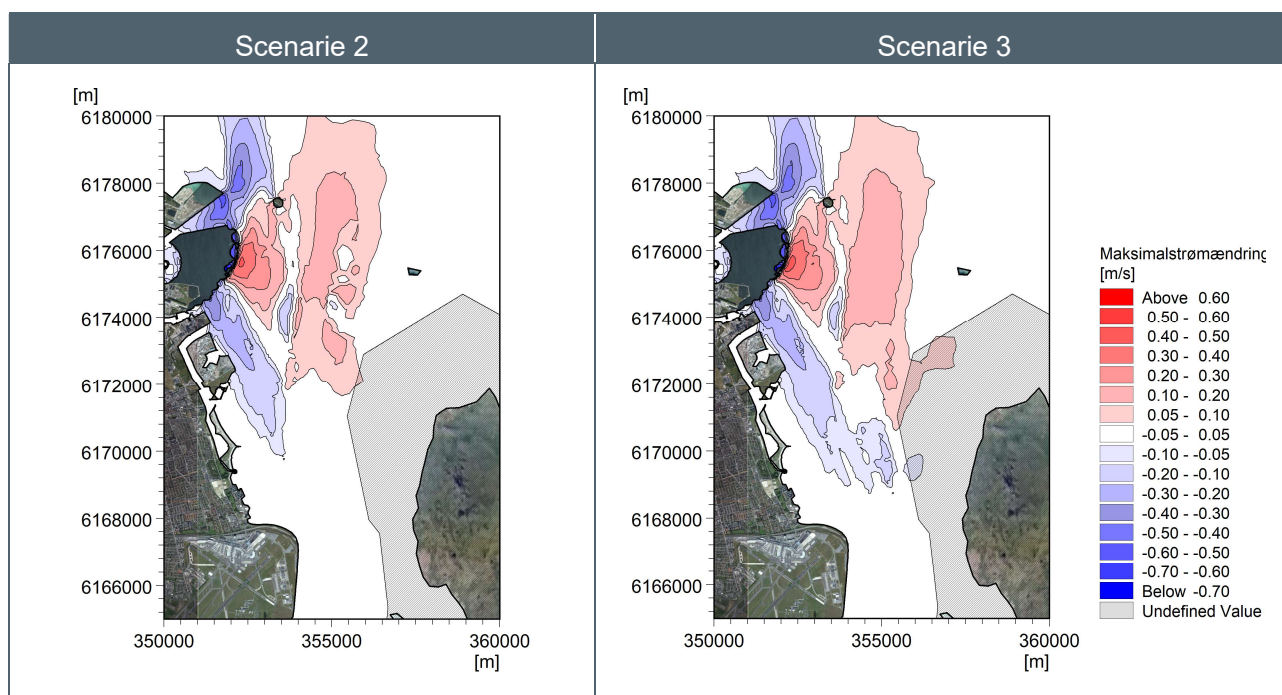 Scenarie 2
Scenarie 3
[m]
6180000
6178000
6176000
6174000
6172000
6170000
6168000
6166000
350000 355000 360000
[m]
[m]
6180000
6178000
6176000
6174000
6172000
6170000
6168000
6166000
350000 355000 360000
[m]
Maksimalstrømændring
[m/s]
Above 0.60
0.50 - 0.60
0.40 - 0.50
0.30 - 0.40
0.20 - 0.30
0.10 - 0.20
0.05 - 0.10
-0.05 - 0.05
-0.10 - -0.05
-0.20 - -0.10
-0.30 - -0.20
-0.40 - -0.30
-0.50 - -0.40
-0.60 - -0.50
-0.70 - -0.60
Below -0.70
Undefined Value